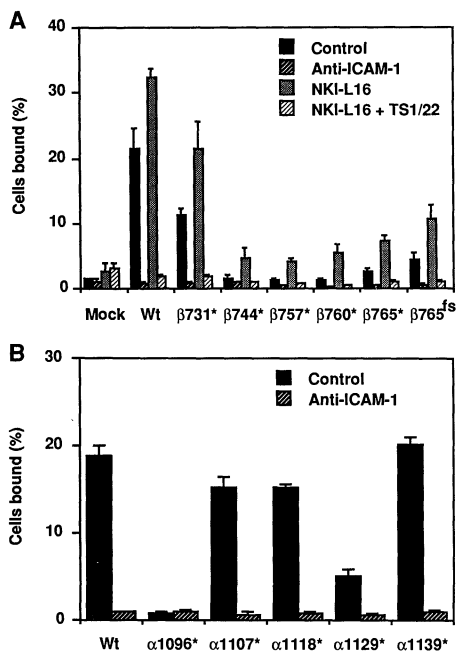 A
Cells bound (%)
40
30
20
10
0
Control
Anti-ICAM-1
NKI-L16
NKI-L16 + TS1/22
Mock Wt β731* β744* β757* β760* β765* β765fs
B
Cells bound (%)
30
20
10
0
Control
Anti-ICAM-1
Wt α1096* α1107* α1118* α1129* α1139*